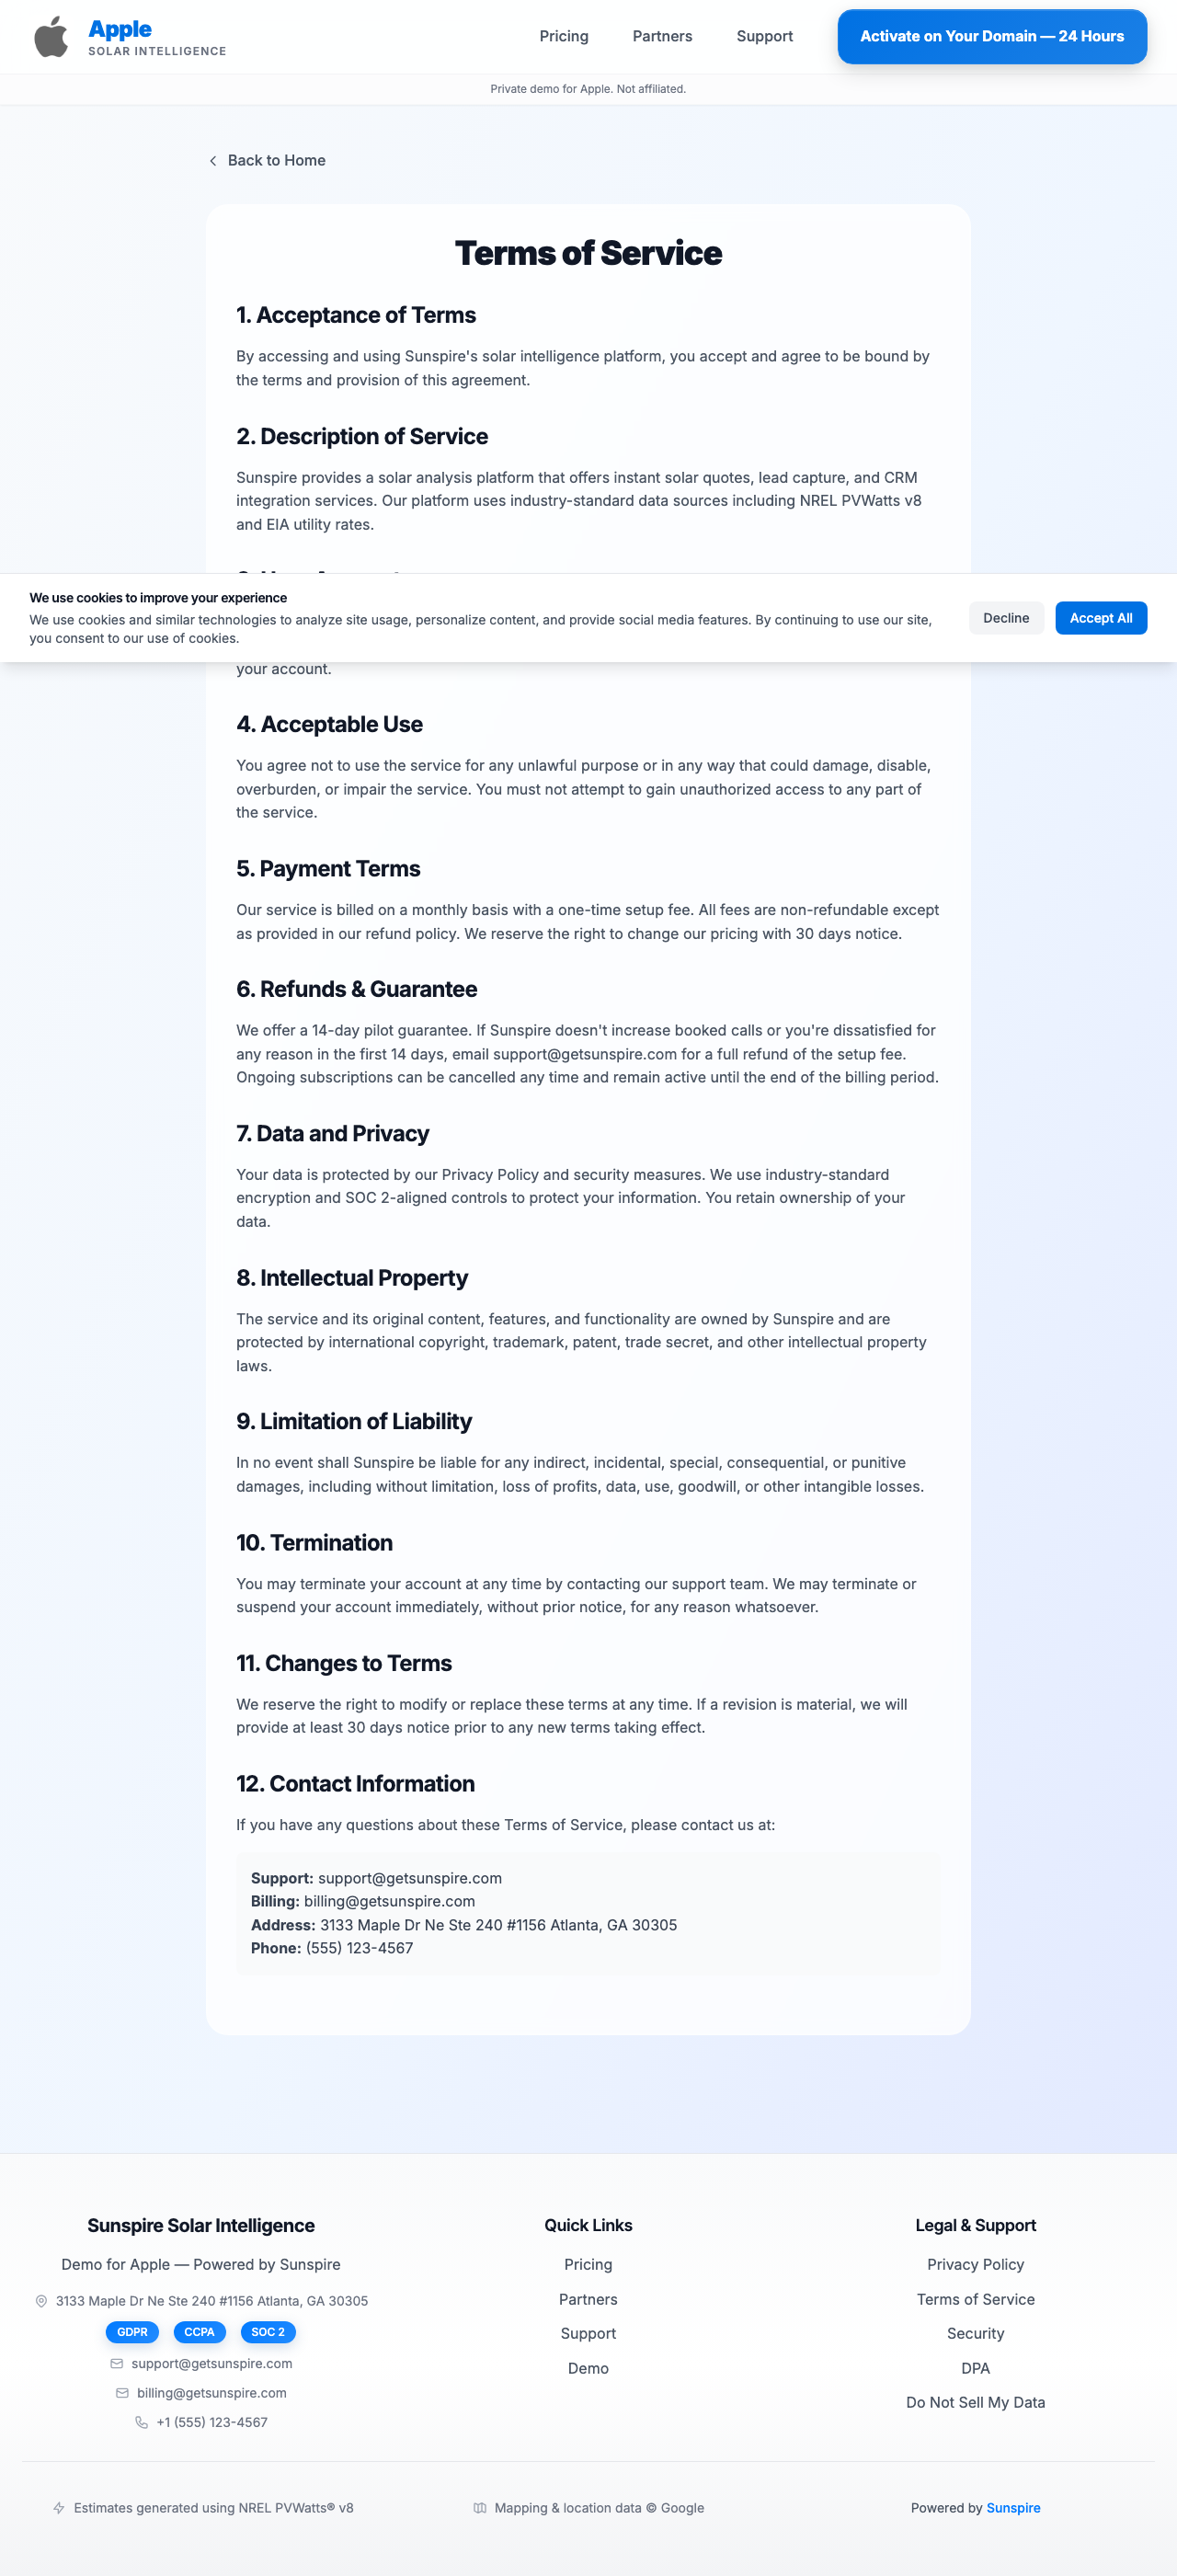 Apple
SOLAR INTELLIGENCE
Pricing
Partners
Support
Activate on Your Domain — 24 Hours
Private demo for Apple. Not affiliated.
Back to Home
Terms of Service
1. Acceptance of Terms
By accessing and using Sunspire's solar intelligence platform, you accept and agree to be bound by
the terms and provision of this agreement.
2. Description of Service
Sunspire provides a solar analysis platform that offers instant solar quotes, lead capture, and CRM
integration services. Our platform uses industry-standard data sources including NREL PVWatts v8
and EIA utility rates.
We use cookies to improve your experience
We use cookies and similar technologies to analyze site usage, personalize content, and provide social media features. By continuing to use our site,
you consent to our use of cookies.
Decline
Accept All
your account.
4. Acceptable Use
You agree not to use the service for any unlawful purpose or in any way that could damage, disable,
overburden, or impair the service. You must not attempt to gain unauthorized access to any part of
the service.
5. Payment Terms
Our service is billed on a monthly basis with a one-time setup fee. All fees are non-refundable except
as provided in our refund policy. We reserve the right to change our pricing with 30 days notice.
6. Refunds & Guarantee
We offer a 14-day pilot guarantee. If Sunspire doesn't increase booked calls or you're dissatisfied for
any reason in the first 14 days, email support@getsunspire.com for a full refund of the setup fee.
Ongoing subscriptions can be cancelled any time and remain active until the end of the billing period.
7. Data and Privacy
Your data is protected by our Privacy Policy and security measures. We use industry-standard
encryption and SOC 2-aligned controls to protect your information. You retain ownership of your
data.
8. Intellectual Property
The service and its original content, features, and functionality are owned by Sunspire and are
protected by international copyright, trademark, patent, trade secret, and other intellectual property
laws.
9. Limitation of Liability
In no event shall Sunspire be liable for any indirect, incidental, special, consequential, or punitive
damages, including without limitation, loss of profits, data, use, goodwill, or other intangible losses.
10. Termination
You may terminate your account at any time by contacting our support team. We may terminate or
suspend your account immediately, without prior notice, for any reason whatsoever.
11. Changes to Terms
We reserve the right to modify or replace these terms at any time. If a revision is material, we will
provide at least 30 days notice prior to any new terms taking effect.
12. Contact Information
If you have any questions about these Terms of Service, please contact us at:
Support: support@getsunspire.com
Billing: billing@getsunspire.com
Address: 3133 Maple Dr Ne Ste 240 #1156 Atlanta, GA 30305
Phone: (555) 123-4567
Sunspire Solar Intelligence
Demo for Apple — Powered by Sunspire
3133 Maple Dr Ne Ste 240 #1156 Atlanta, GA 30305
GDPR
CCPA
SOC 2
support@getsunspire.com
billing@getsunspire.com
+1 (555) 123-4567
Quick Links
Pricing
Partners
Support
Demo
Legal & Support
Privacy Policy
Terms of Service
Security
DPA
Do Not Sell My Data
Estimates generated using NREL PVWatts® v8
Mapping & location data © Google
Powered by Sunspire